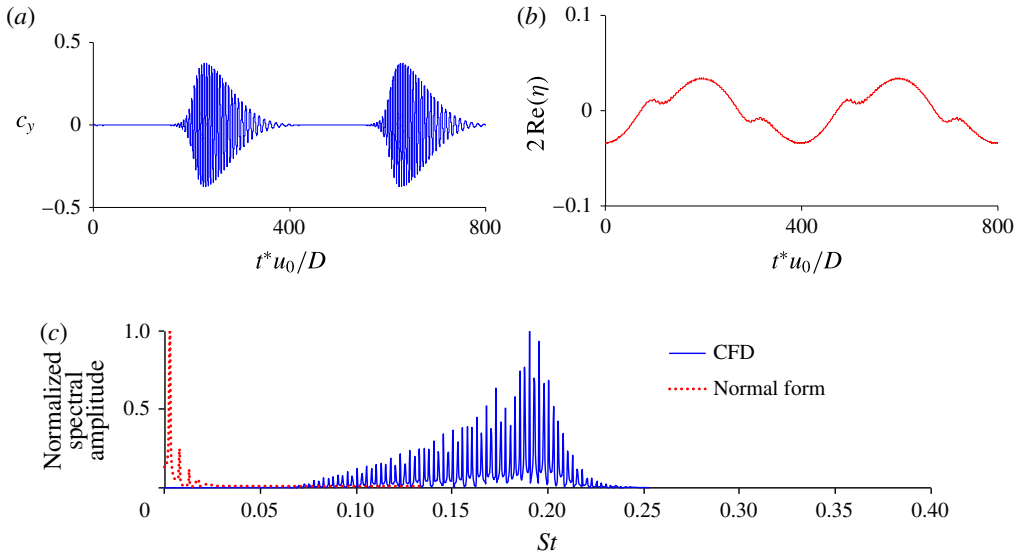 (a)
0.5
c_y
0
−0.5
0
400
800
t*u_0/D
(b)
0.1
2 Re(η)
0
−0.1
0
400
800
t*u_0/D
(c)
1.0
0.5
Normalized
spectral
amplitude
CFD
Normal form
0
0.05
0.10
0.15
0.20
0.25
0.30
0.35
0.40
St